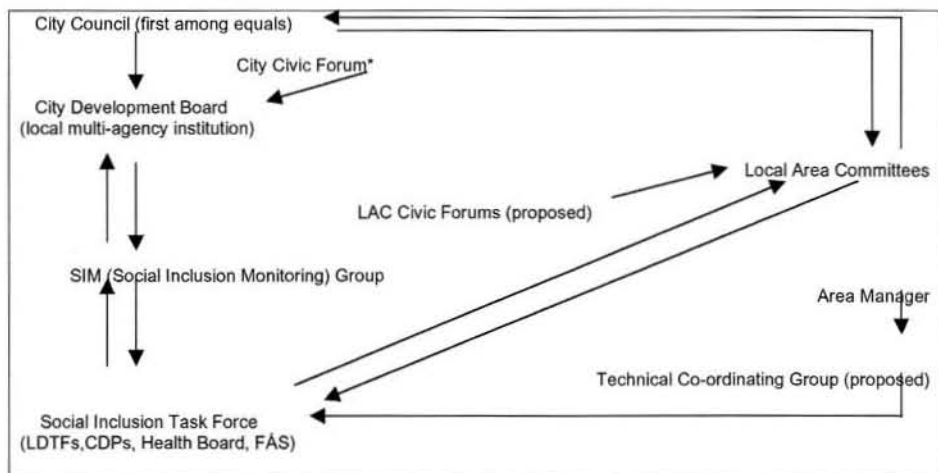 City Council (first among equals)
City Civic Forum*
City Development Board
(local multi-agency institution)
Local Area Committees
LAC Civic Forums (proposed)
SIM (Social Inclusion Monitoring) Group
Area Manager
Technical Co-ordinating Group (proposed)
Social Inclusion Task Force
(LDTFs,CDPs, Health Board, FÁS)